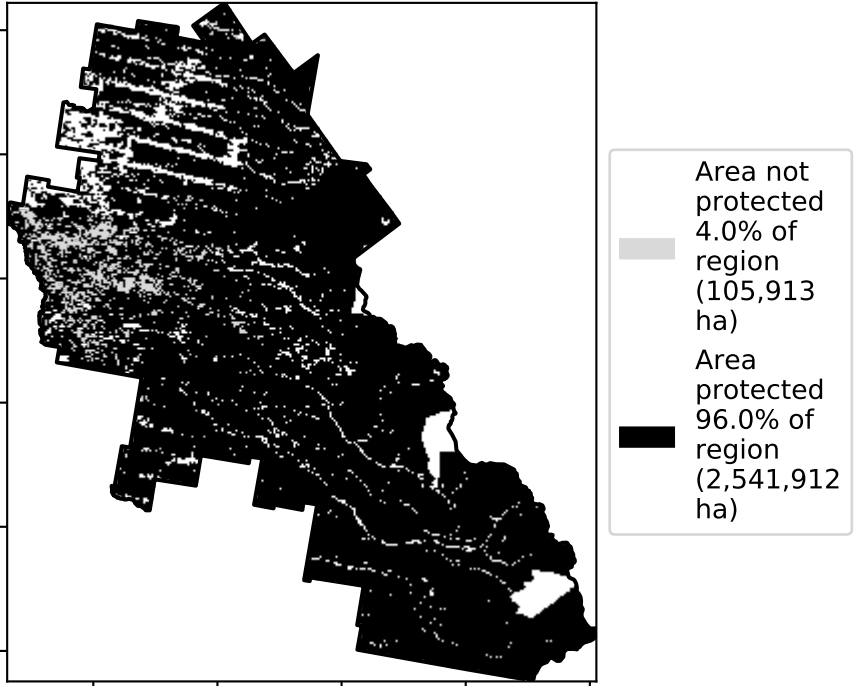 Area not
protected
4.0% of
region
(105,913
ha)
Area
protected
96.0% of
region
(2,541,912
ha)